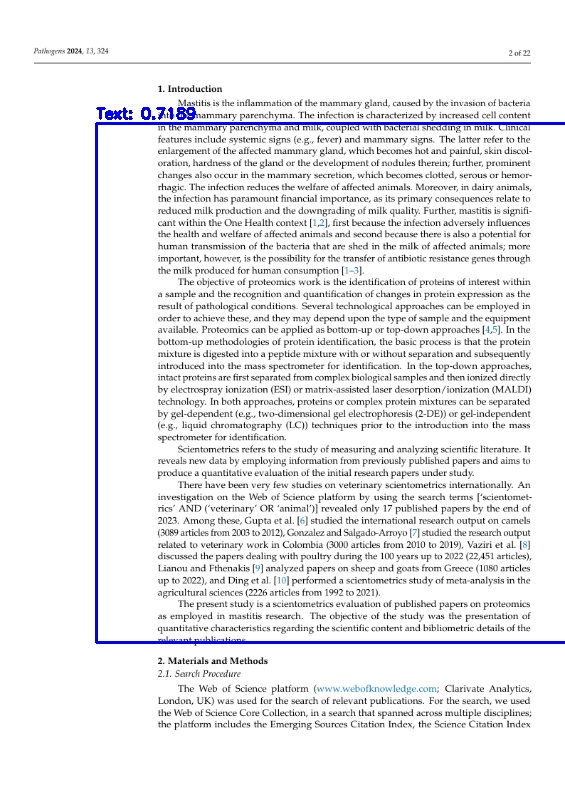 Pathogens 2024, 13, 324
2 of 22
1. Introduction
Mastitis is the inflammation of the mammary gland, caused by the invasion of bacteria
Text: 0.7189
mammary parenchyma. The infection is characterized by increased cell content
in the mammary parenchyma and milk, coupled with bacterial shedding in milk. Clinical
features include systemic signs (e.g., fever) and mammary signs. The latter refer to the
enlargement of the affected mammary gland, which becomes hot and painful, skin discol-
oration, hardness of the gland or the development of nodules therein; further, prominent
changes also occur in the mammary secretion, which becomes clotted, serous or hemor-
rhagic. The infection reduces the welfare of affected animals. Moreover, in dairy animals,
the infection has paramount financial importance, as its primary consequences relate to
reduced milk production and the downgrading of milk quality. Further, mastitis is signifi-
cant within the One Health context [1,2], first because the infection adversely influences
the health and welfare of affected animals and second because there is also a potential for
human transmission of the bacteria that are shed in the milk of affected animals; more
important, however, is the possibility for the transfer of antibiotic resistance genes through
the milk produced for human consumption [1–3].
The objective of proteomics work is the identification of proteins of interest within
a sample and the recognition and quantification of changes in protein expression as the
result of pathological conditions. Several technological approaches can be employed in
order to achieve these, and they may depend upon the type of sample and the equipment
available. Proteomics can be applied as bottom-up or top-down approaches [4,5]. In the
bottom-up methodologies of protein identification, the basic process is that the protein
mixture is digested into a peptide mixture with or without separation and subsequently
introduced into the mass spectrometer for identification. In the top-down approaches,
intact proteins are first separated from complex biological samples and then ionized directly
by electrospray ionization (ESI) or matrix-assisted laser desorption/ionization (MALDI)
technology. In both approaches, proteins or complex protein mixtures can be separated
by gel-dependent (e.g., two-dimensional gel electrophoresis (2-DE)) or gel-independent
(e.g., liquid chromatography (LC)) techniques prior to the introduction into the mass
spectrometer for identification.
Scientometrics refers to the study of measuring and analyzing scientific literature. It
reveals new data by employing information from previously published papers and aims to
produce a quantitative evaluation of the initial research papers under study.
There have been very few studies on veterinary scientometrics internationally. An
investigation on the Web of Science platform by using the search terms [‘scientomet-
rics’ AND (‘veterinary’ OR ‘animal’)] revealed only 17 published papers by the end of
2023. Among these, Gupta et al. [6] studied the international research output on camels
(3089 articles from 2003 to 2012), Gonzalez and Salgado-Arroyo [7] studied the research output
related to veterinary work in Colombia (3000 articles from 2010 to 2019), Vaziri et al. [8]
discussed the papers dealing with poultry during the 100 years up to 2022 (22,451 articles),
Lianou and Fthenakis [9] analyzed papers on sheep and goats from Greece (1080 articles
up to 2022), and Ding et al. [10] performed a scientometrics study of meta-analysis in the
agricultural sciences (2226 articles from 1992 to 2021).
The present study is a scientometrics evaluation of published papers on proteomics
as employed in mastitis research. The objective of the study was the presentation of
quantitative characteristics regarding the scientific content and bibliometric details of the
relevant publications.
2. Materials and Methods
2.1. Search Procedure
The Web of Science platform (www.webofknowledge.com; Clarivate Analytics,
London, UK) was used for the search of relevant publications. For the search, we used
the Web of Science Core Collection, in a search that spanned across multiple disciplines;
the platform includes the Emerging Sources Citation Index, the Science Citation Index